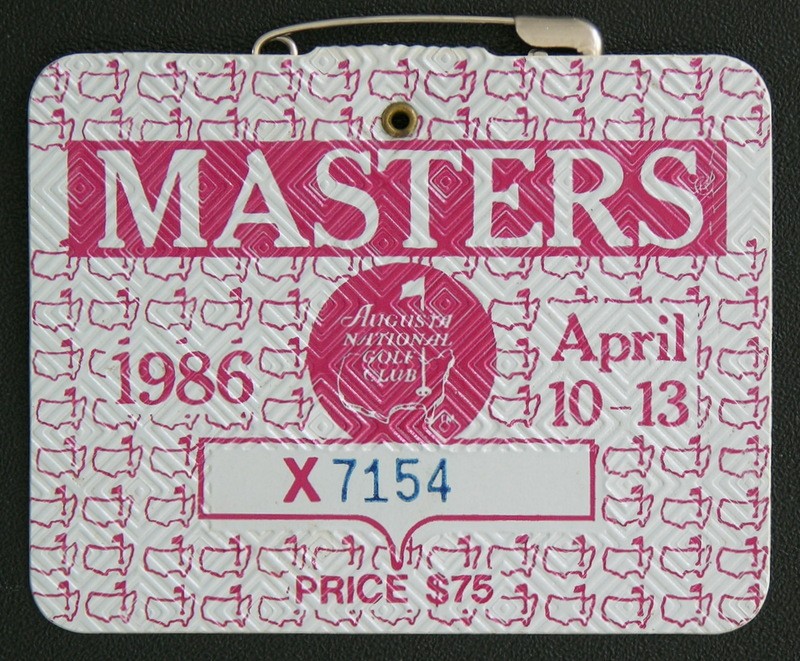 MASTERS
AUGUSTA
NATIONAL
GOLF
CLUB
1986
April
10-13
X7154
PRICE $75